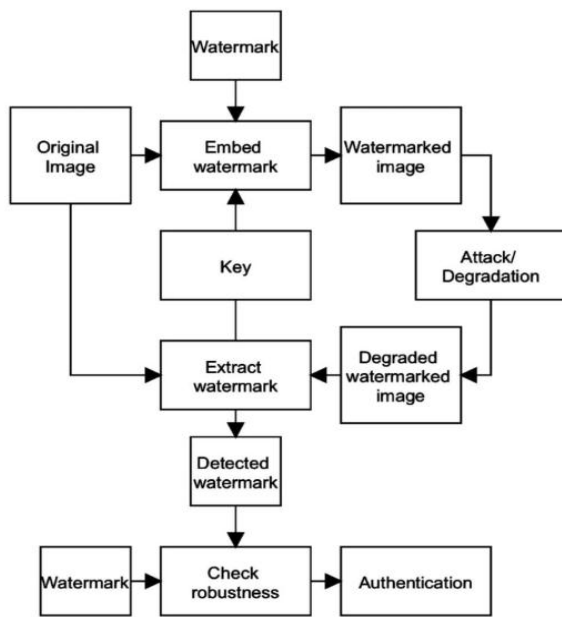 Watermark
Original
Image
Embed
watermark
Watermarked
image
Key
Attack/
Degradation
Extract
watermark
Degraded
watermarked
image
Detected
watermark
Watermark
Check
robustness
Authentication